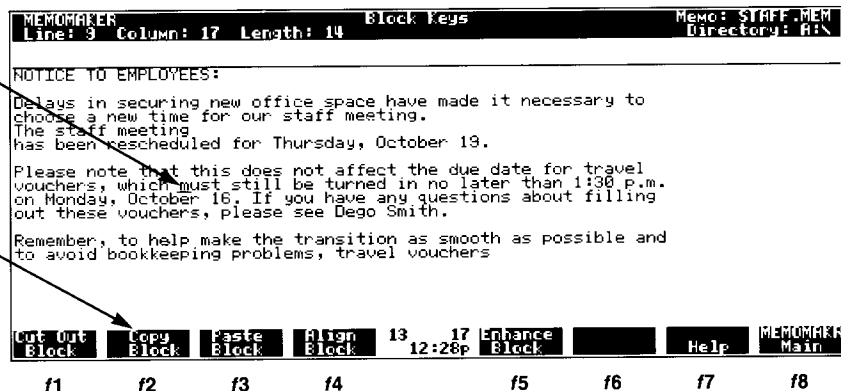 MEMOMAKER Block Keys Memo: STAFF.MEM
Line: 9 Column: 17 Length: 14 Directory: A:\
NOTICE TO EMPLOYEES:
Delays in securing new office space have made it necessary to
choose a new time for our staff meeting.
The staff meeting
has been rescheduled for Thursday, October 19.
Please note that this does not affect the due date for travel
vouchers, which must still be turned in no later than 1:30 p.m.
on Monday, October 16. If you have any questions about filling
out these vouchers, please see Dego Smith.
Remember, to help make the transition as smooth as possible and
to avoid bookkeeping problems, travel vouchers
Cut Out Copy Paste Align 13 17 Enhance MEMOMAKR
Block Block Block Block 12:28p Block Help Main
f1 f2 f3 f4 f5 f6 f7 f8